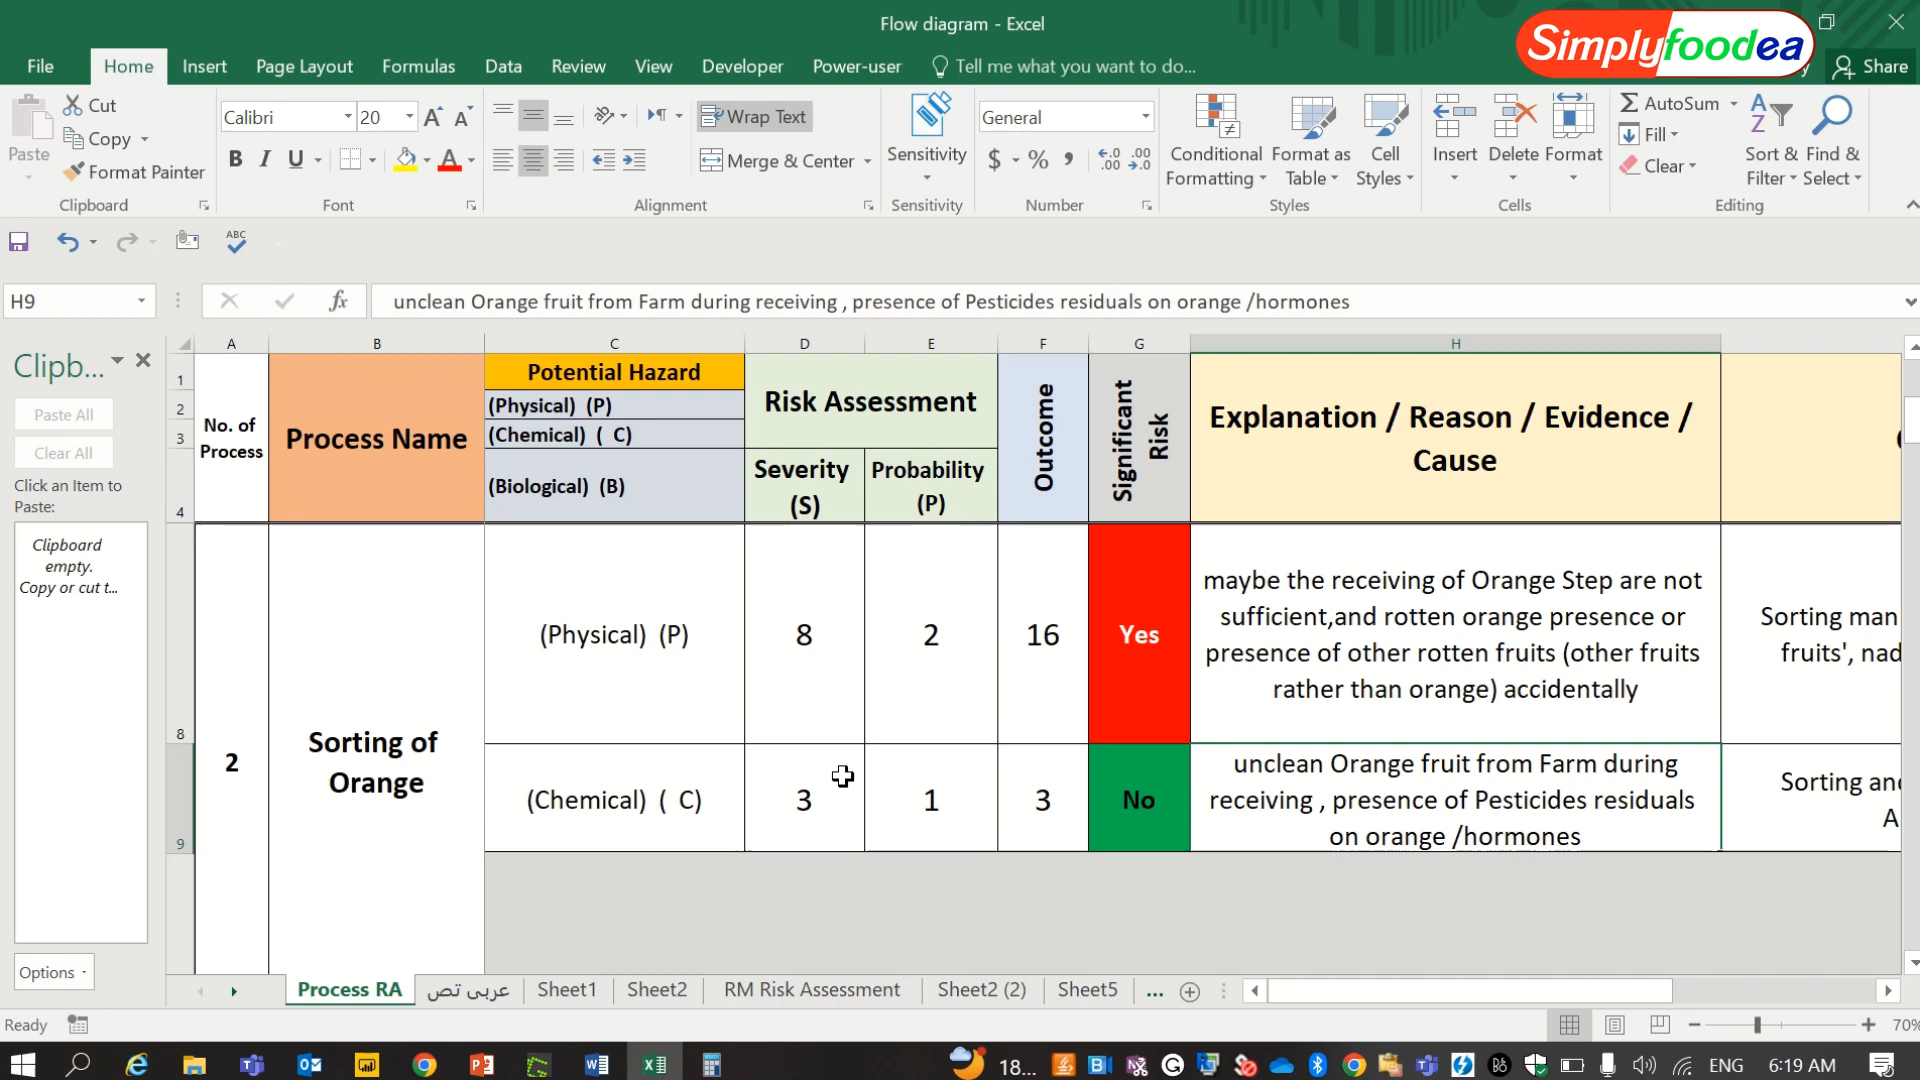 Flow diagram - Excel
Simplyfoodea
File Home Insert Page Layout Formulas Data Review View Developer Power-user Tell me what you want to do... Share
Paste
Cut
Copy
Format Painter
Clipboard
Calibri 20
B I U
Font
Wrap Text
Merge & Center
Alignment
Sensitivity
Sensitivity
General
$ %
Number
Conditional Formatting
Format as Table
Cell Styles
Styles
Insert Delete Format
Cells
AutoSum
Fill
Clear
Sort & Filter
Find & Select
Editing
ABC
H9 fx unclean Orange fruit from Farm during receiving , presence of Pesticides residuals on orange /hormones
Clipb...
Paste All
Clear All
Click an Item to
Paste:
Clipboard
empty.
Copy or cut t...
Options
A B C D E F G H
1 2 3 4 8 9
No. of
Process
Process Name
Potential Hazard
(Physical) (P)
(Chemical) ( C)
(Biological) (B)
Risk Assessment
Severity
(S)
Probability
(P)
Outcome
Significant
Risk
Explanation / Reason / Evidence /
Cause
2
Sorting of
Orange
(Physical) (P) 8 2 16 Yes
maybe the receiving of Orange Step are not
sufficient,and rotten orange presence or
presence of other rotten fruits (other fruits
rather than orange) accidentally
Sorting man
fruits', nad
(Chemical) ( C) 3 1 3 No
unclean Orange fruit from Farm during
receiving , presence of Pesticides residuals
on orange /hormones
Sorting and
A
Process RA عربى تص Sheet1 Sheet2 RM Risk Assessment Sheet2 (2) Sheet5 ...
Ready 70%
18... ENG 6:19 AM